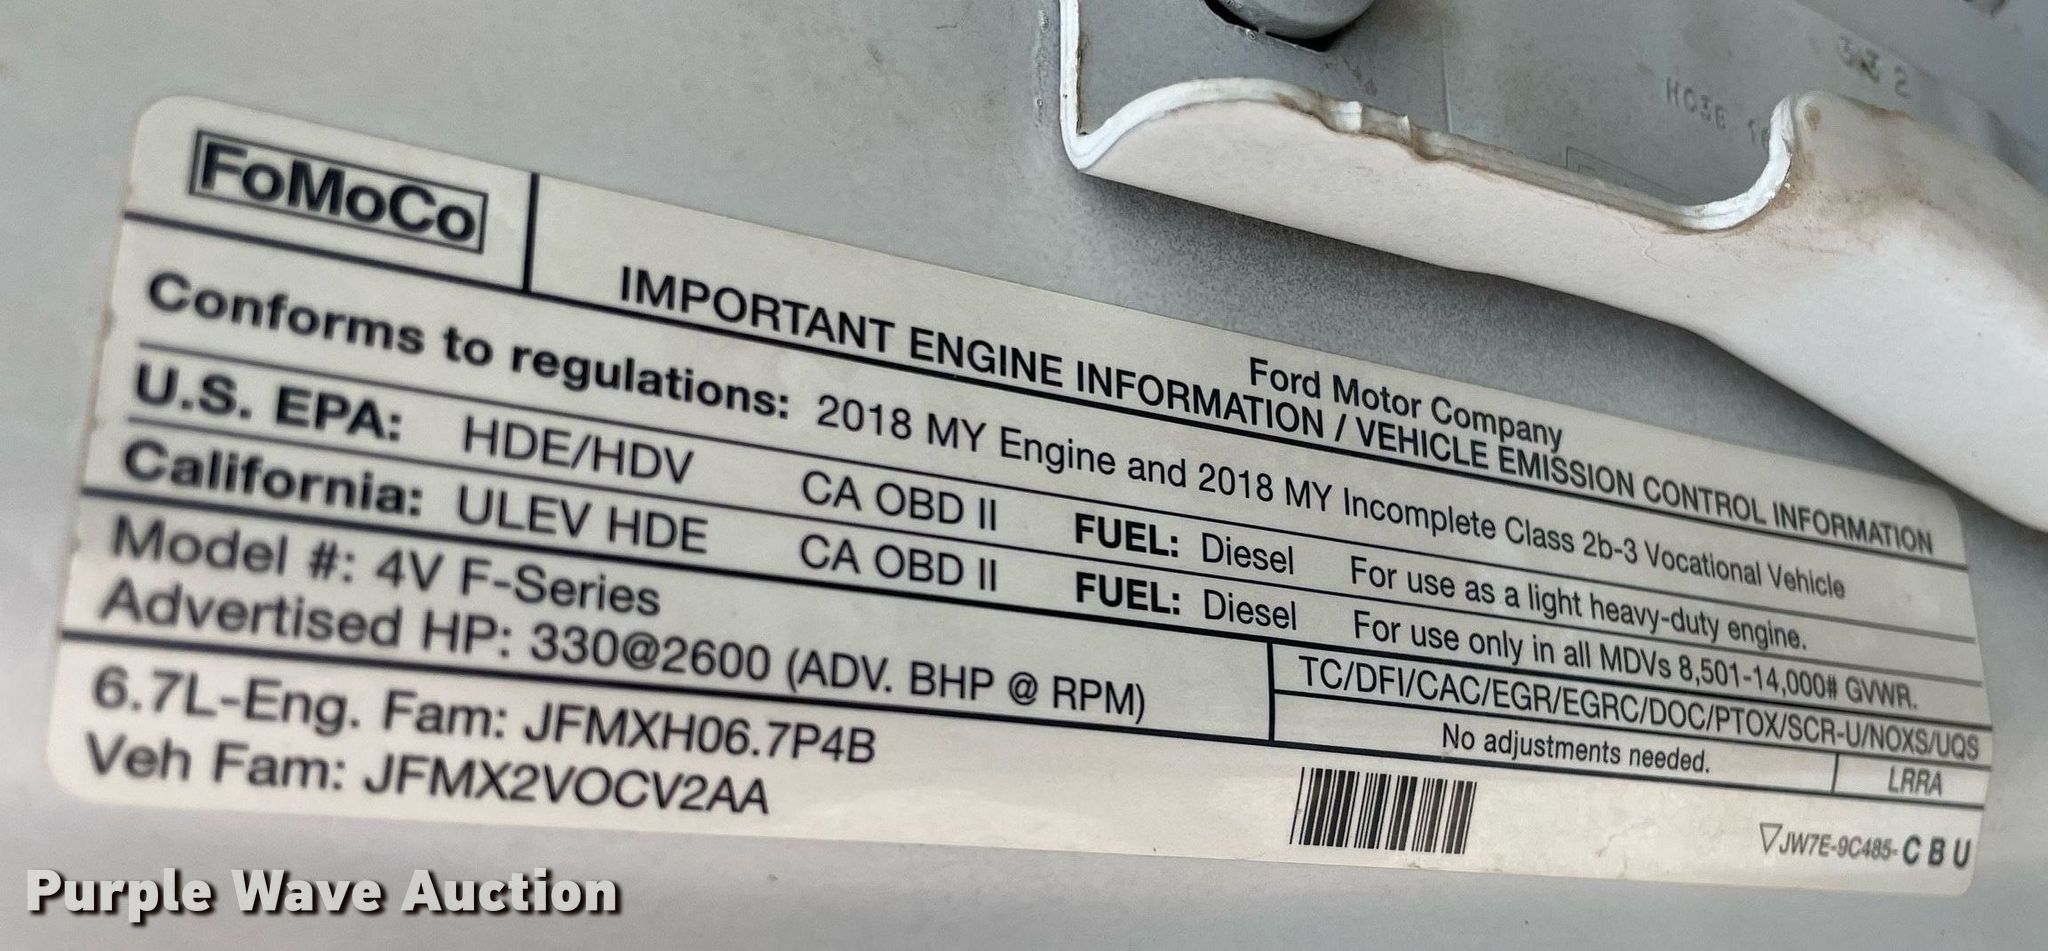 FoMoCo
Ford Motor Company
IMPORTANT ENGINE INFORMATION / VEHICLE EMISSION CONTROL INFORMATION
Conforms to regulations: 2018 MY Engine and 2018 MY Incomplete Class 2b-3 Vocational Vehicle
U.S. EPA: HDE/HDV CA OBD II FUEL: Diesel For use as a light heavy-duty engine.
California: ULEV HDE CA OBD II FUEL: Diesel For use only in all MDVs 8,501-14,000# GVWR.
Model #: 4V F-Series
Advertised HP: 330@2600 (ADV. BHP @ RPM)
TC/DFI/CAC/EGR/EGRC/DOC/PTOX/SCR-U/NOXS/UQS
No adjustments needed.
LRRA
6.7L-Eng. Fam: JFMXH06.7P4B
Veh Fam: JFMX2VOCV2AA
JW7E-9C485- C B U
Purple Wave Auction